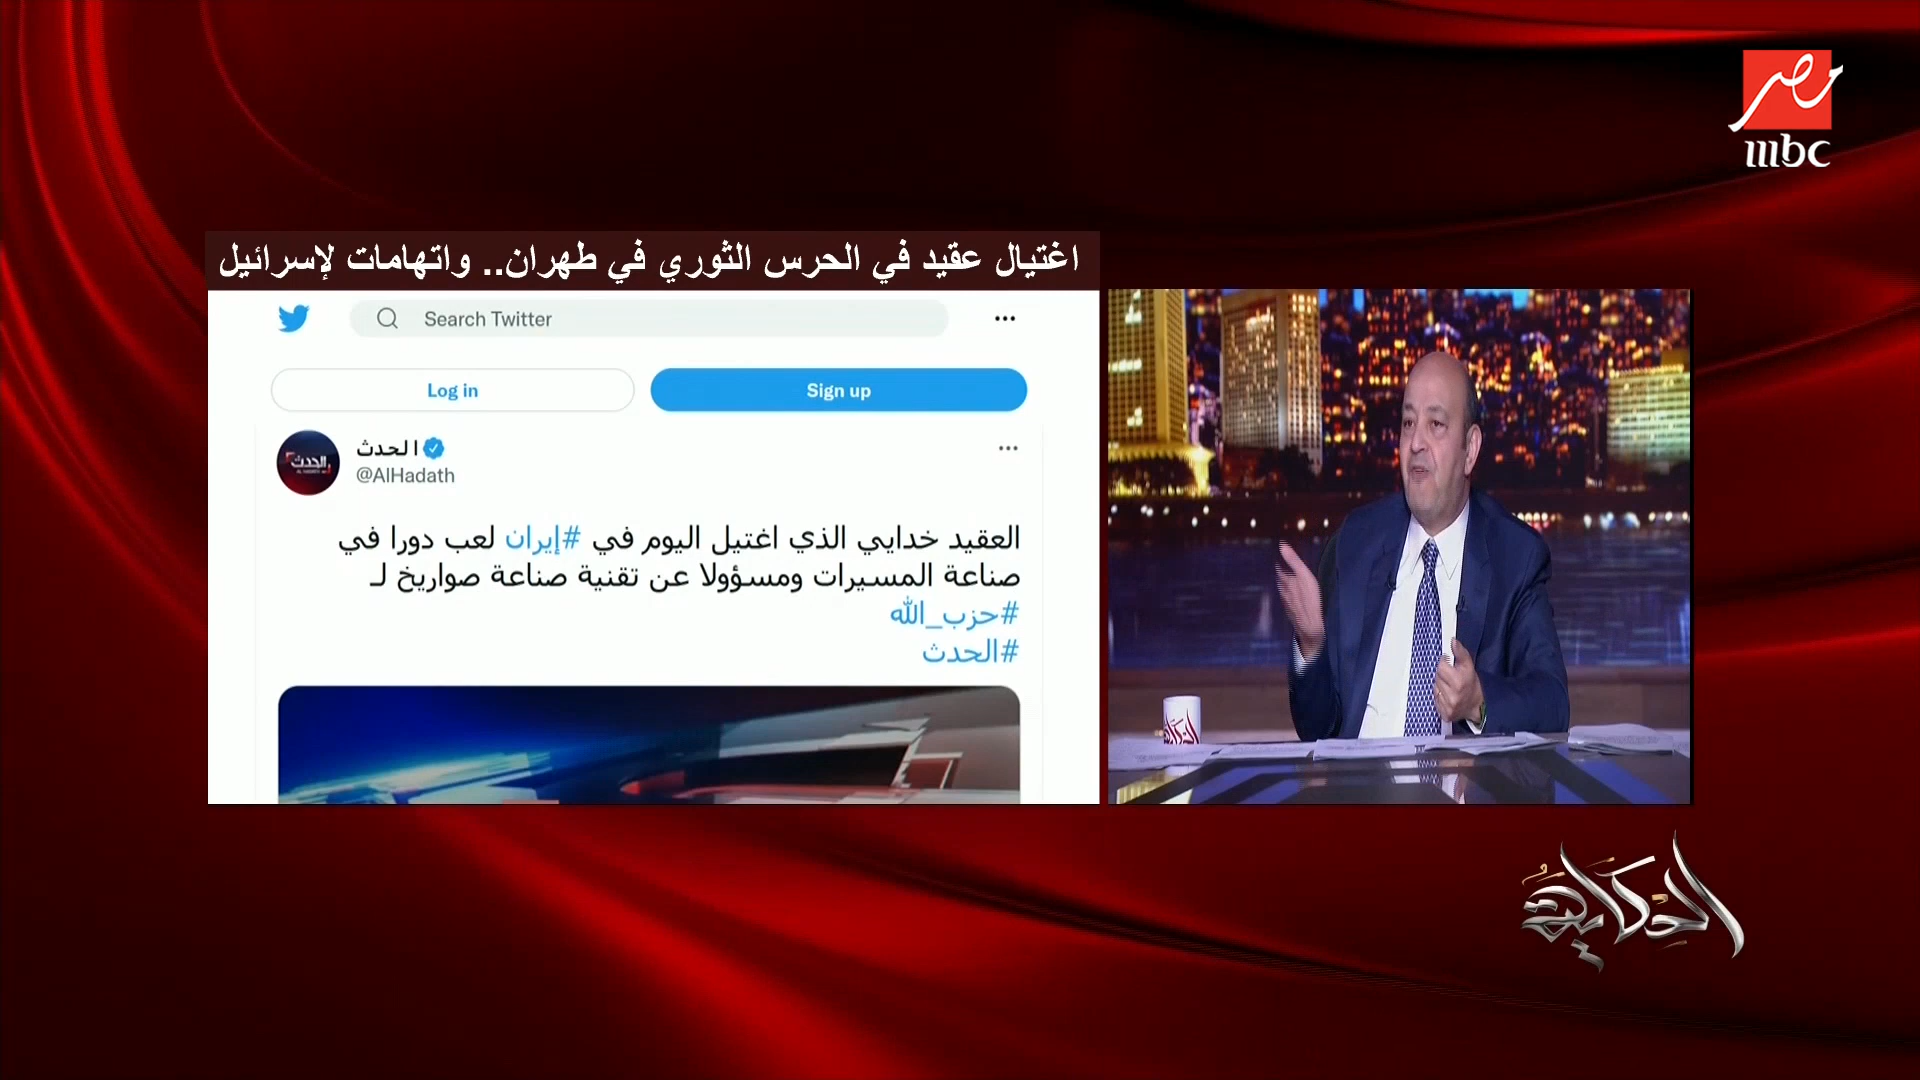 مصر
mbc
اغتيال عقيد في الحرس الثوري في طهران.. واتهامات لإسرائيل
Search Twitter
Log in
Sign up
الحدث
@AlHadath
الحدث
العقيد خدايي الذي اغتيل اليوم في #إيران لعب دورا في
صناعة المسيرات ومسؤولا عن تقنية صناعة صواريخ لـ
#حزب_الله
#الحدث
الحكاية
الحكاية